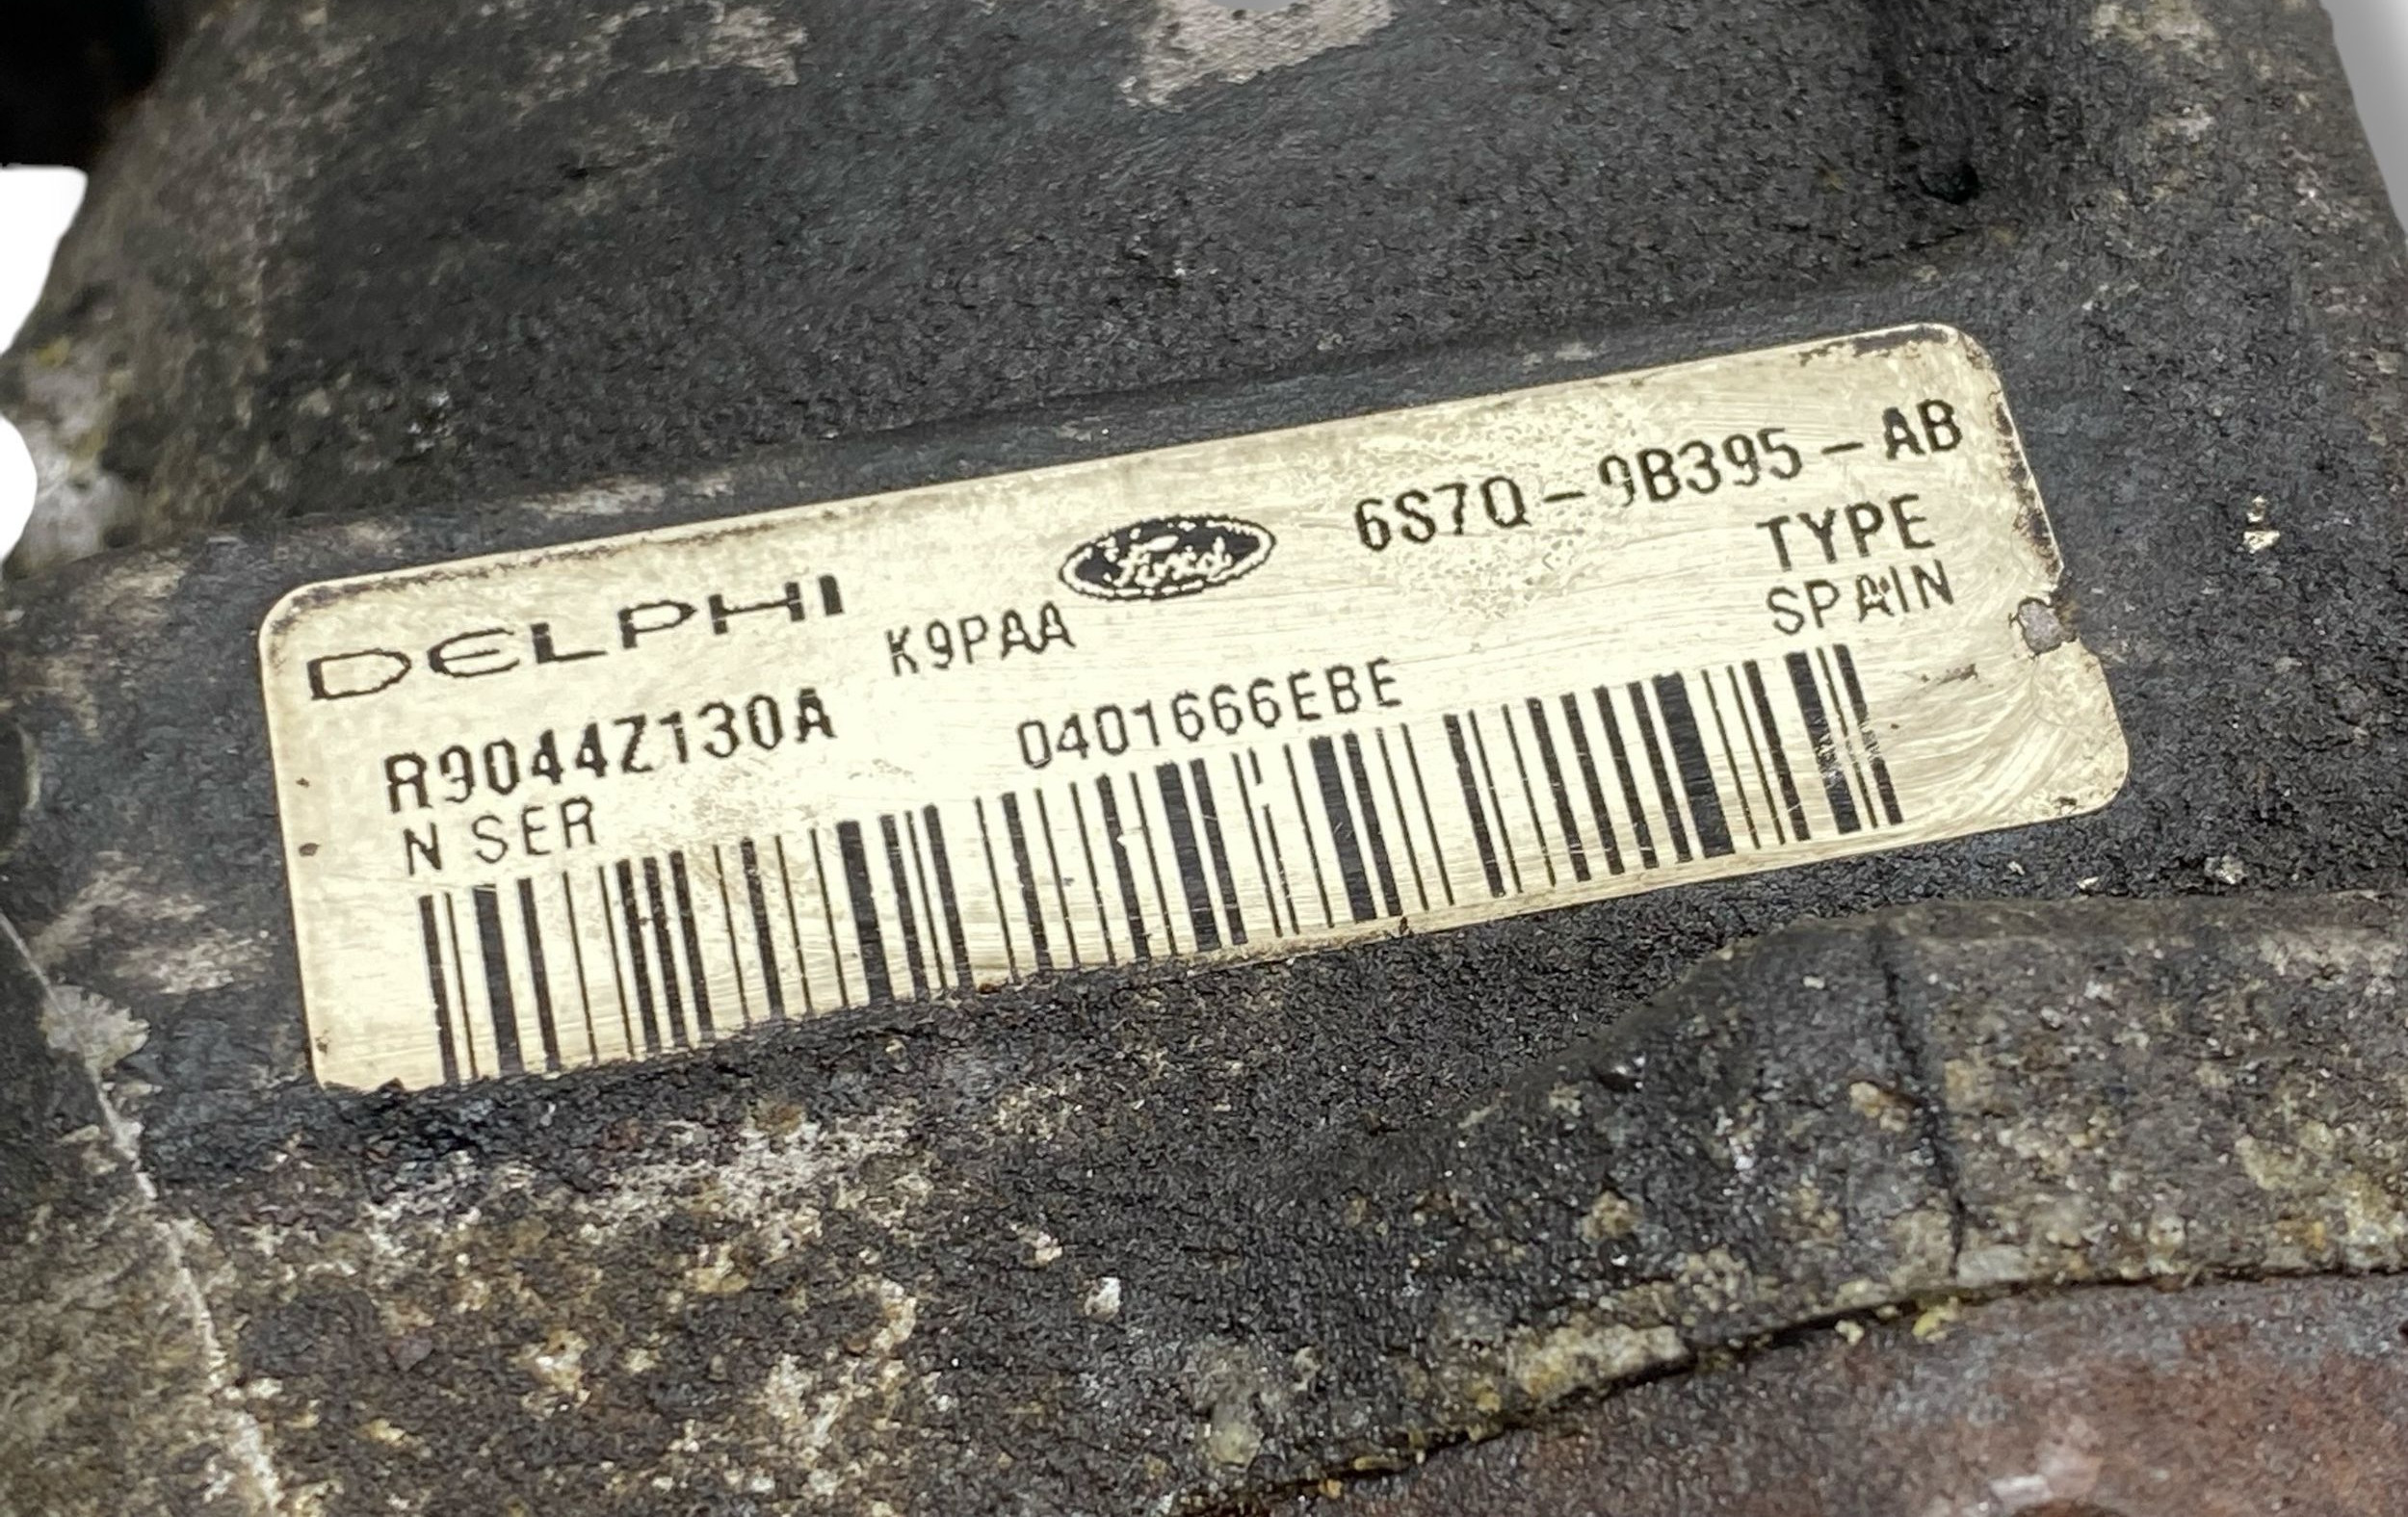 DELPHI K9PAA Ford 6S7Q-9B395-AB
TYPE
R9044Z130A 0401666EBE SPAIN
N SER